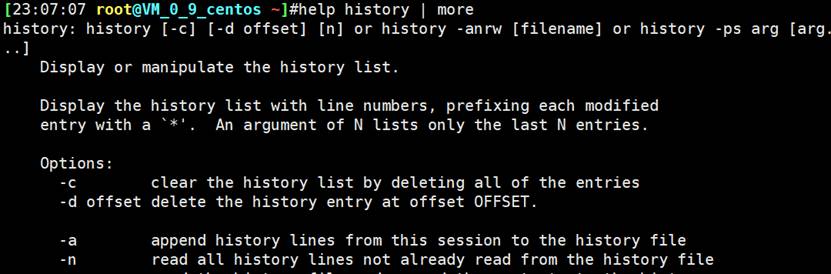 [23:07:07 root@VM_0_9_centos ~]#help history | more
history: history [-c] [-d offset] [n] or history -anrw [filename] or history -ps arg [arg.
..]
    Display or manipulate the history list.

    Display the history list with line numbers, prefixing each modified
    entry with a `*'.  An argument of N lists only the last N entries.

    Options:
      -c        clear the history list by deleting all of the entries
      -d offset delete the history entry at offset OFFSET.

      -a        append history lines from this session to the history file
      -n        read all history lines not already read from the history file